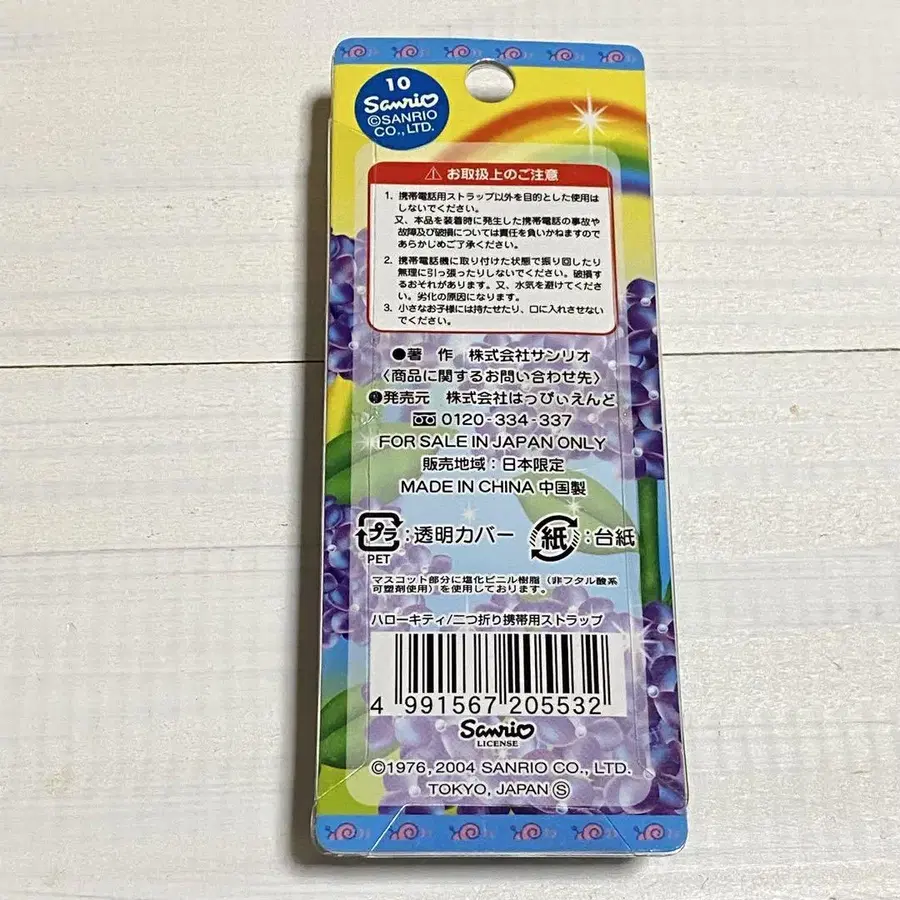 10
Sanrio
©SANRIO
CO.,LTD.
⚠ お取扱上のご注意
1. 携帯電話用ストラップ以外を目的とした使用は
しないでください。
又、本品を装着時に発生した携帯電話の事故や
故障及び破損については責任を負いかねますので
あらかじめご了承ください。
2. 携帯電話機に取り付けた状態で振り回したり
無理に引っ張ったりしないでください。破損す
るおそれがあります。又、水気を避けてくださ
い。劣化の原因になります。
3. 小さなお子様には持たせたり、口に入れさせない
でください。
●著 作 株式会社サンリオ
〈商品に関するお問い合わせ先〉
●発売元 株式会社はっぴぃえんど
0120-334-337
FOR SALE IN JAPAN ONLY
販売地域:日本限定
MADE IN CHINA 中国製
プラ:透明カバー 紙:台紙
PET
マスコット部分に塩化ビニル樹脂(非フタル酸系
可塑剤使用)を使用しております。
ハローキティ/二つ折り携帯用ストラップ
4 991567 205532
Sanrio
LICENSE
©1976, 2004 SANRIO CO., LTD.
TOKYO, JAPAN Ⓢ